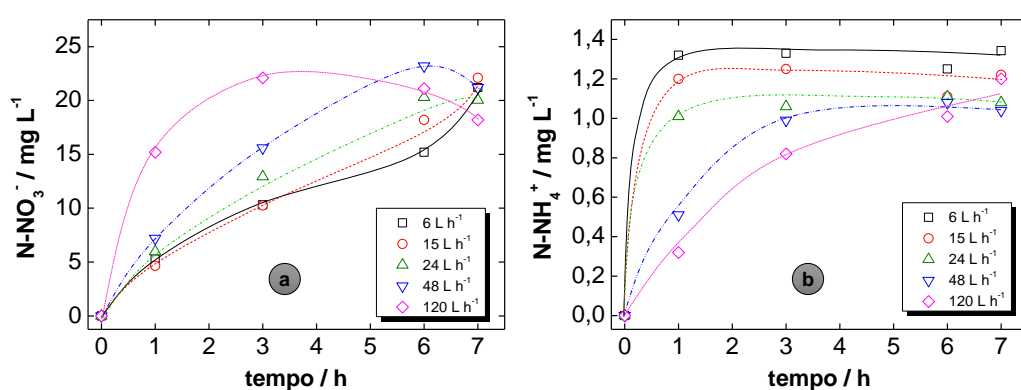 N-NO₃⁻ / mg L⁻¹
25
20
15
10
5
0
0 1 2 3 4 5 6 7
tempo / h
6 L h⁻¹
15 L h⁻¹
24 L h⁻¹
48 L h⁻¹
120 L h⁻¹
a
N-NH₄⁺ / mg L⁻¹
1,4
1,2
1,0
0,8
0,6
0,4
0,2
0,0
0 1 2 3 4 5 6 7
tempo / h
6 L h⁻¹
15 L h⁻¹
24 L h⁻¹
48 L h⁻¹
120 L h⁻¹
b